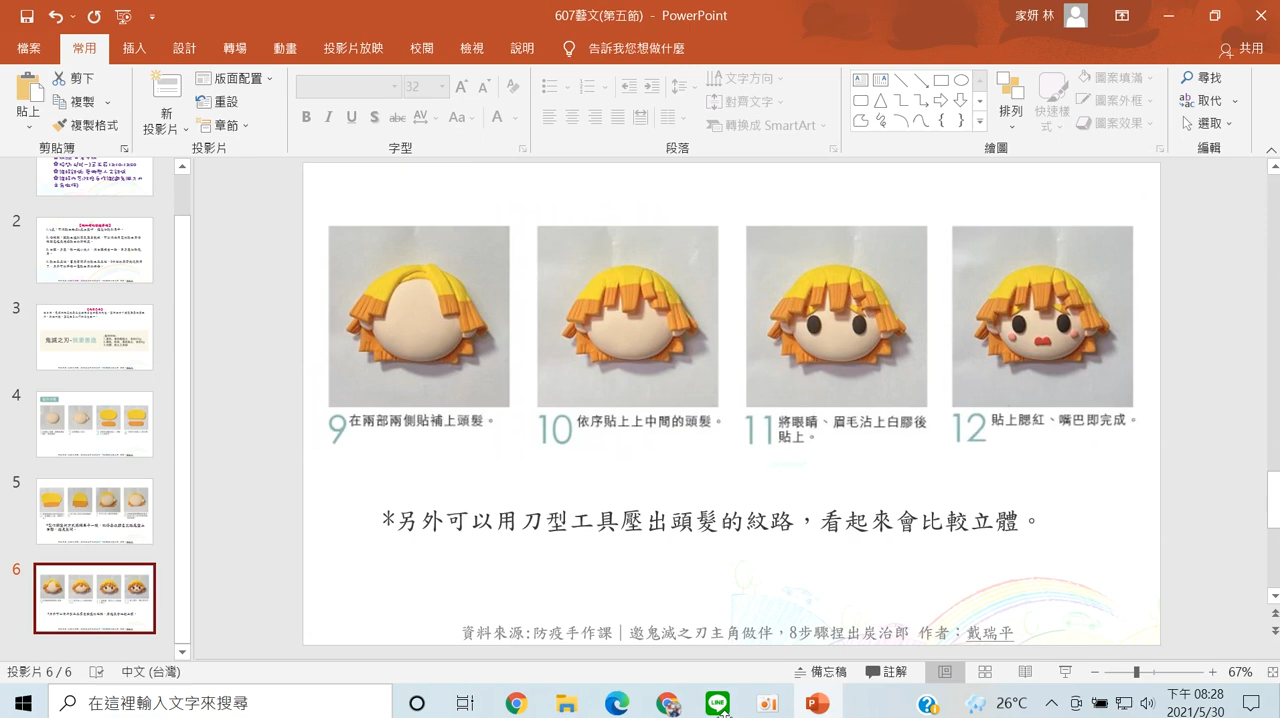 607藝文(第五節) - PowerPoint
家妍 林
檔案 常用 插入 設計 轉場 動畫 投影片放映 校閱 檢視 說明 告訴我您想做什麼 共用
貼上
剪下
複製
複製格式
剪貼簿
新
投影片
版面配置
重設
章節
投影片
32
B I U S abc AV Aa A
字型
文字方向
對齊文字
轉換成 SmartArt
段落
排列
快速樣
式
圖案填滿
圖案外框
圖案效果
繪圖
尋找
取代
選取
編輯
2
3
4
5
6
9 在兩部兩側貼補上頭髮。
10 依序貼上上中間的頭髮。
11 將眼睛、眉毛沾上白膠後
貼上。
12 貼上腮紅、嘴巴即完成。
*另外可以用刀型工具壓出頭髮的紋路，看起來會比較立體。
資料來源:防疫手作課│邀鬼滅之刃主角做伴，8步驟捏出炭治郎 作者：戴瑞平
投影片 6 / 6 中文 (台灣) 備忘稿 註解 67%
在這裡輸入文字來搜尋
LINE
26°C
下午 08:28
2021/5/30